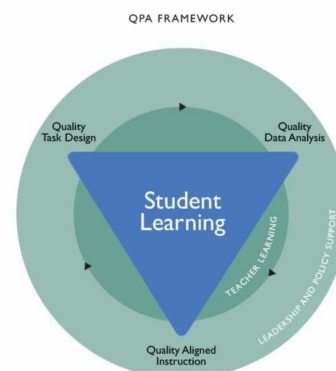 QPA FRAMEWORK
Quality
Task Design
Quality
Data Analysis
Student
Learning
TEACHER LEARNING
LEADERSHIP AND POLICY SUPPORT
Quality Aligned
Instruction